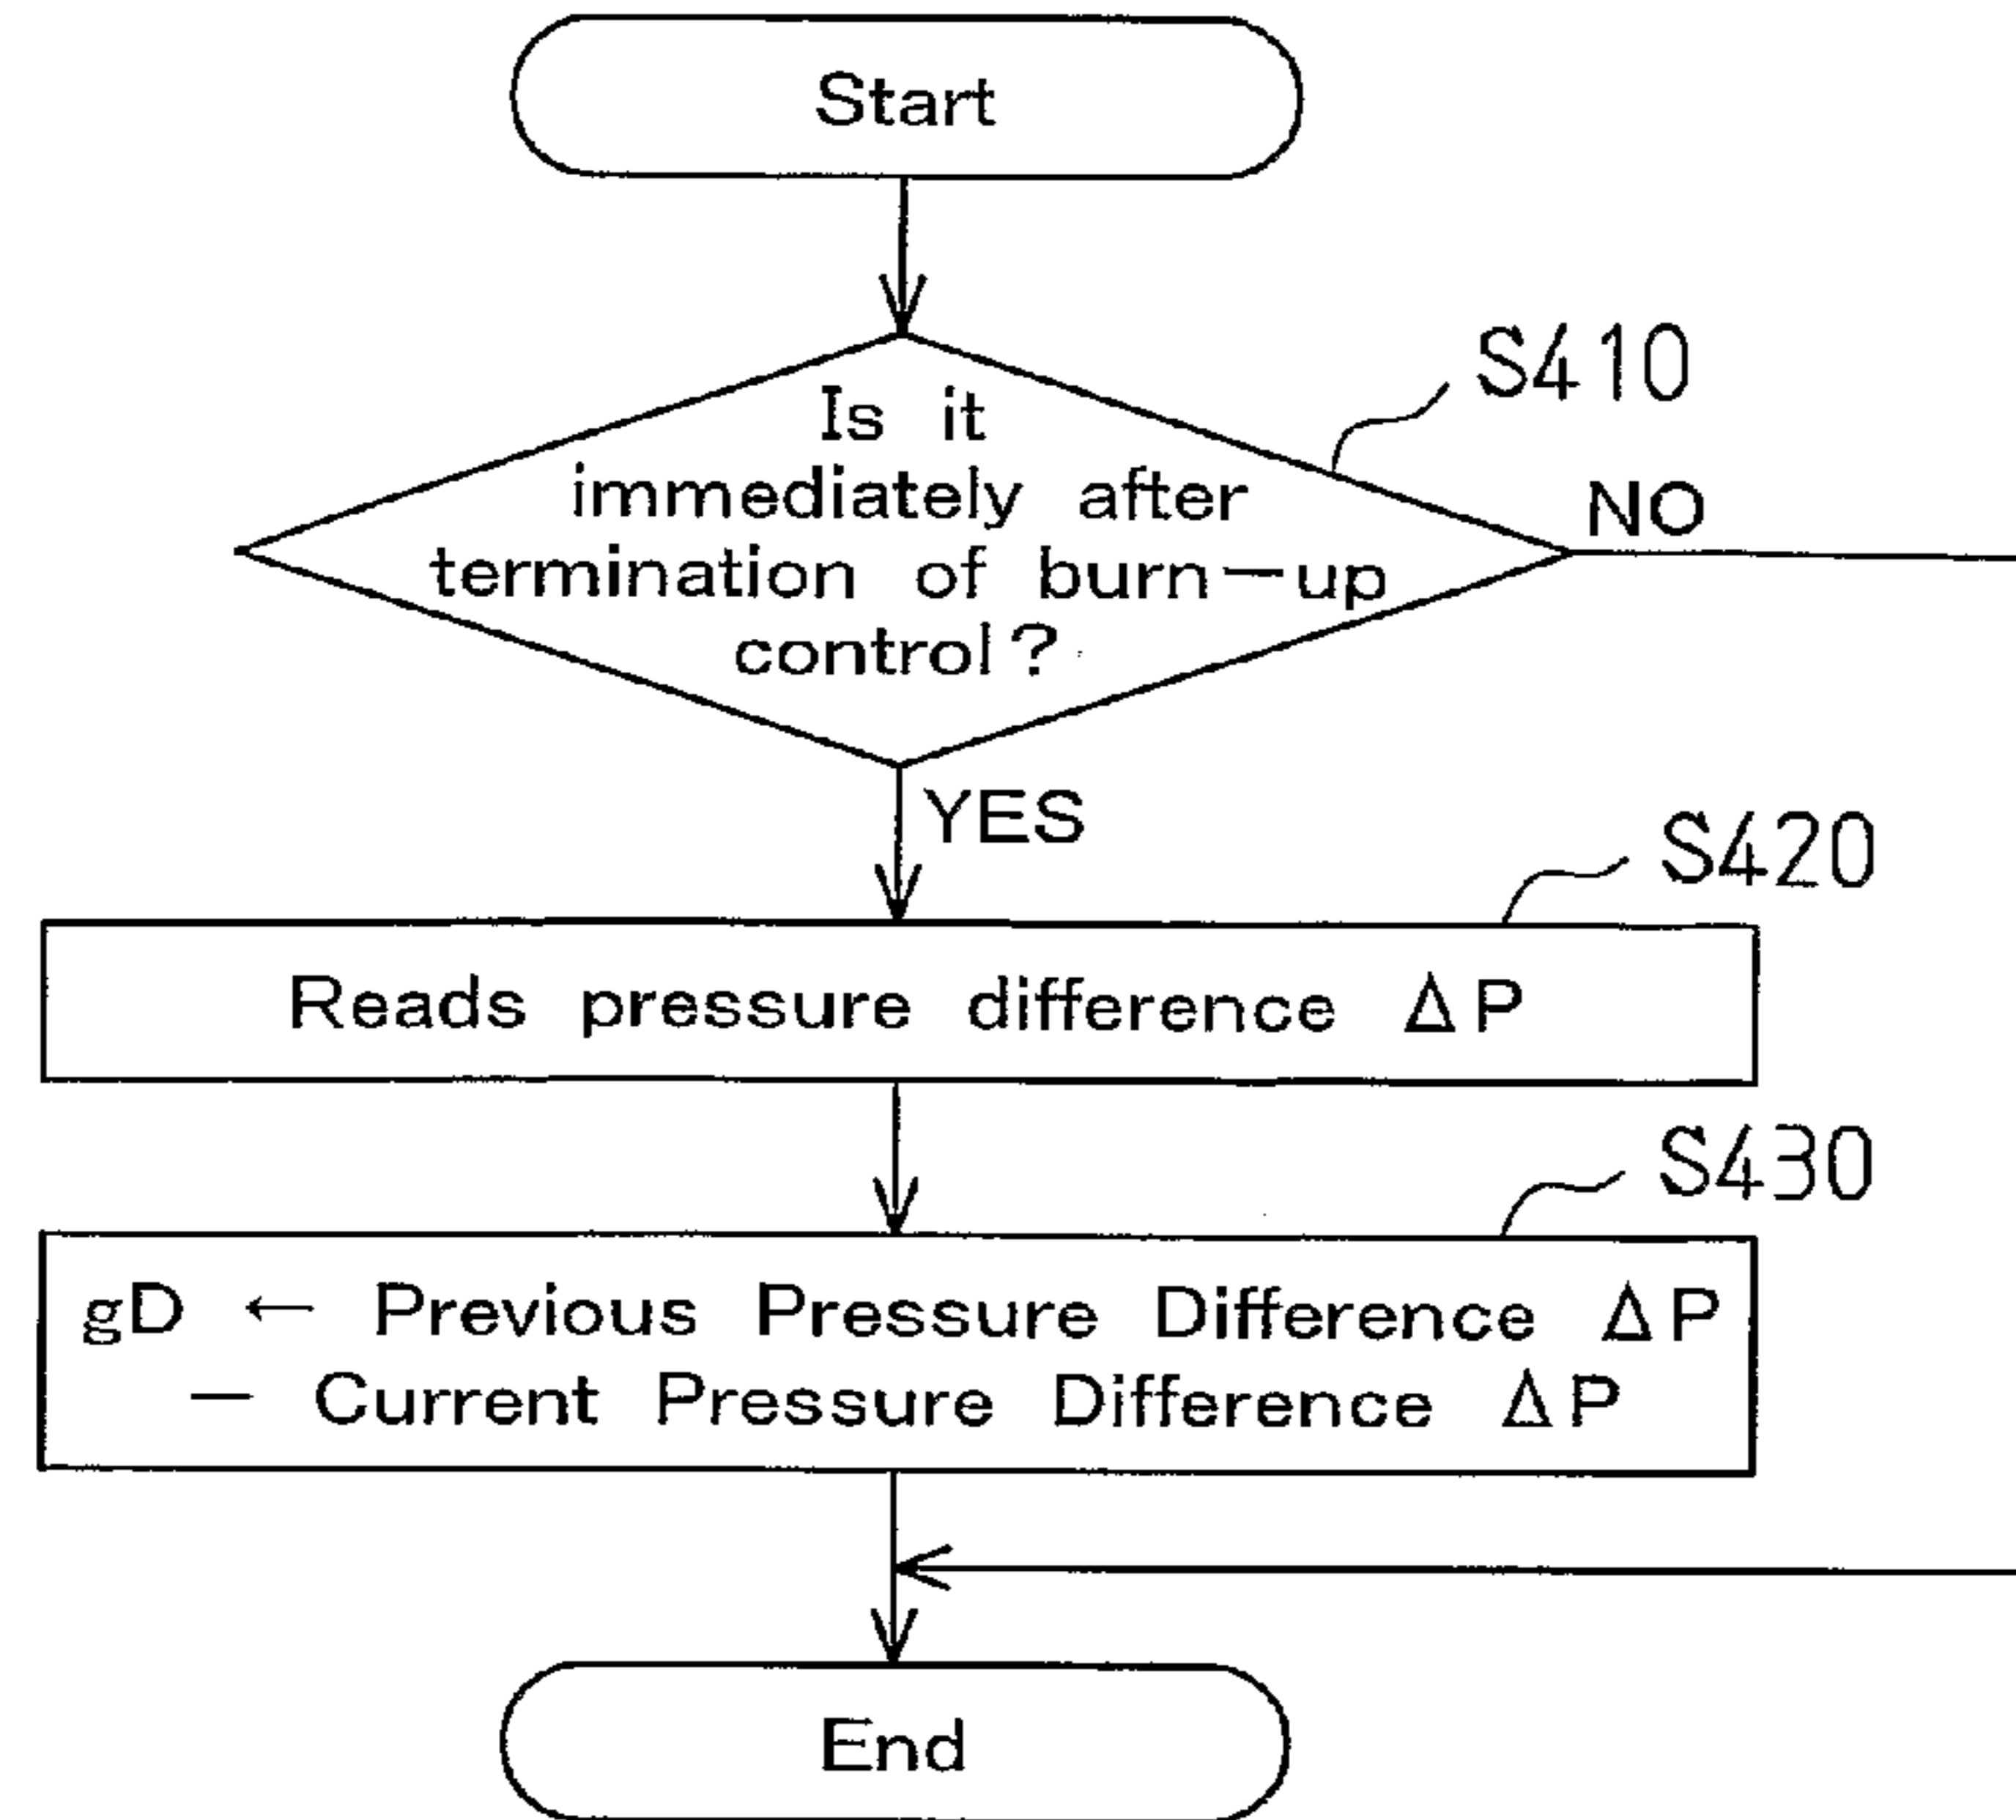 Start
S410
Is it
immediately after
termination of burn-up
control?
NO
YES
S420
Reads pressure difference ΔP
S430
gD ← Previous Pressure Difference ΔP
— Current Pressure Difference ΔP
End